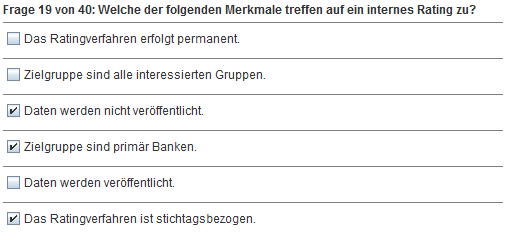 Frage 19 von 40: Welche der folgenden Merkmale treffen auf ein internes Rating zu?
Das Ratingverfahren erfolgt permanent.
Zielgruppe sind alle interessierten Gruppen.
Daten werden nicht veröffentlicht.
Zielgruppe sind primär Banken.
Daten werden veröffentlicht.
Das Ratingverfahren ist stichtagsbezogen.